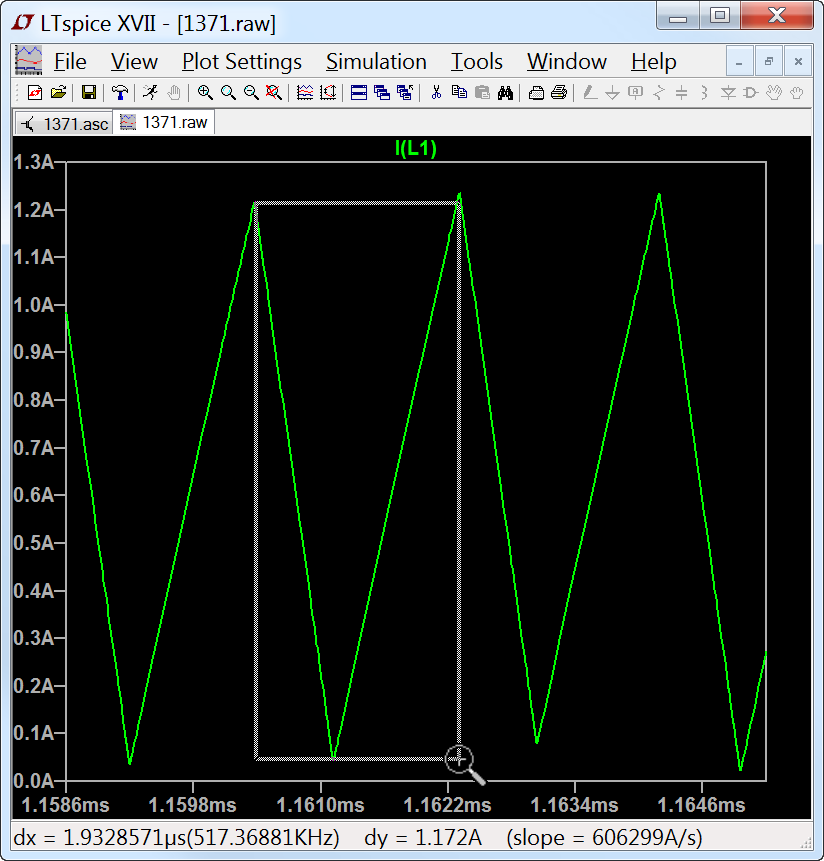 LTspice XVII - [1371.raw]
File View Plot Settings Simulation Tools Window Help
1371.asc 1371.raw
I(L1)
1.3A
1.2A
1.1A
1.0A
0.9A
0.8A
0.7A
0.6A
0.5A
0.4A
0.3A
0.2A
0.1A
0.0A
1.1586ms 1.1598ms 1.1610ms 1.1622ms 1.1634ms 1.1646ms
dx = 1.9328571µs(517.36881KHz) dy = 1.172A (slope = 606299A/s)